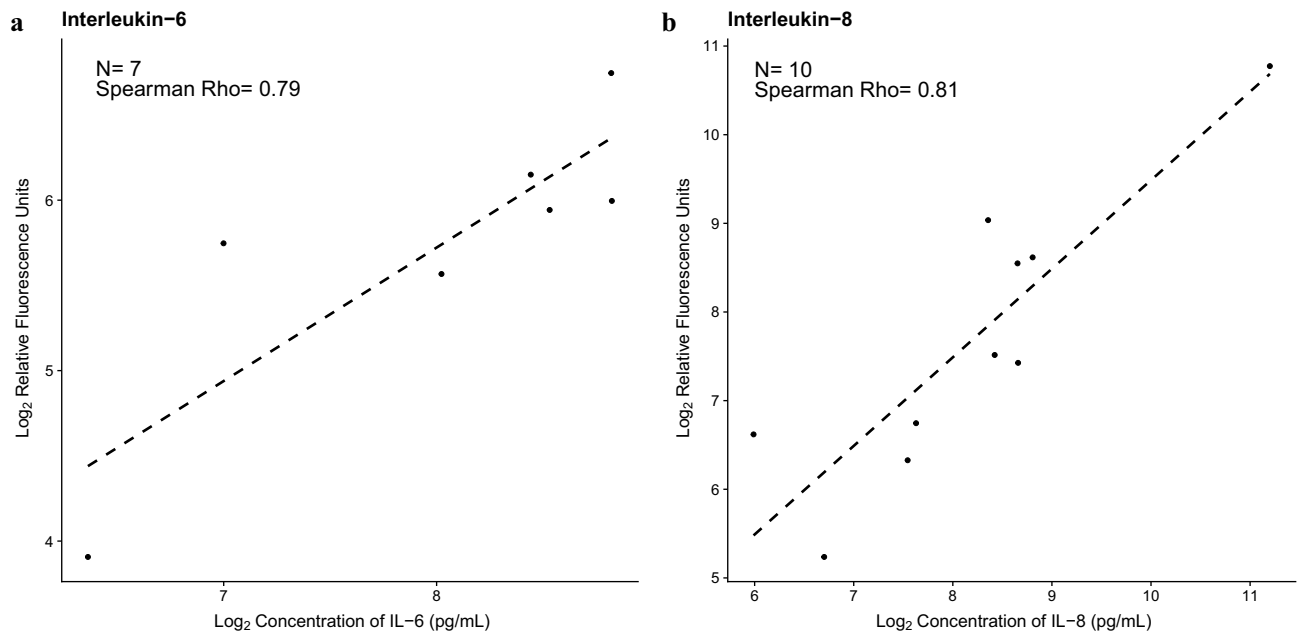 a
Interleukin−6
N= 7
Spearman Rho= 0.79
Log₂ Relative Fluorescence Units
6
5
4
7 8
Log₂ Concentration of IL−6 (pg/mL)
b
Interleukin−8
N= 10
Spearman Rho= 0.81
Log₂ Relative Fluorescence Units
11
10
9
8
7
6
5
6 7 8 9 10 11
Log₂ Concentration of IL−8 (pg/mL)